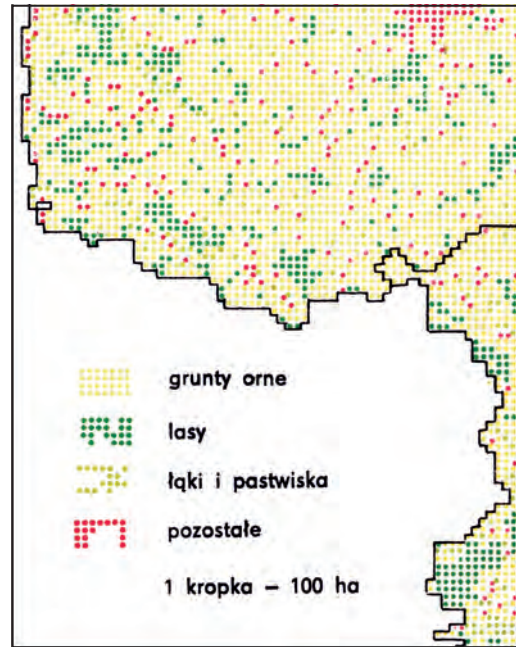 grunty orne
lasy
łąki i pastwiska
pozostałe
1 kropka – 100 ha